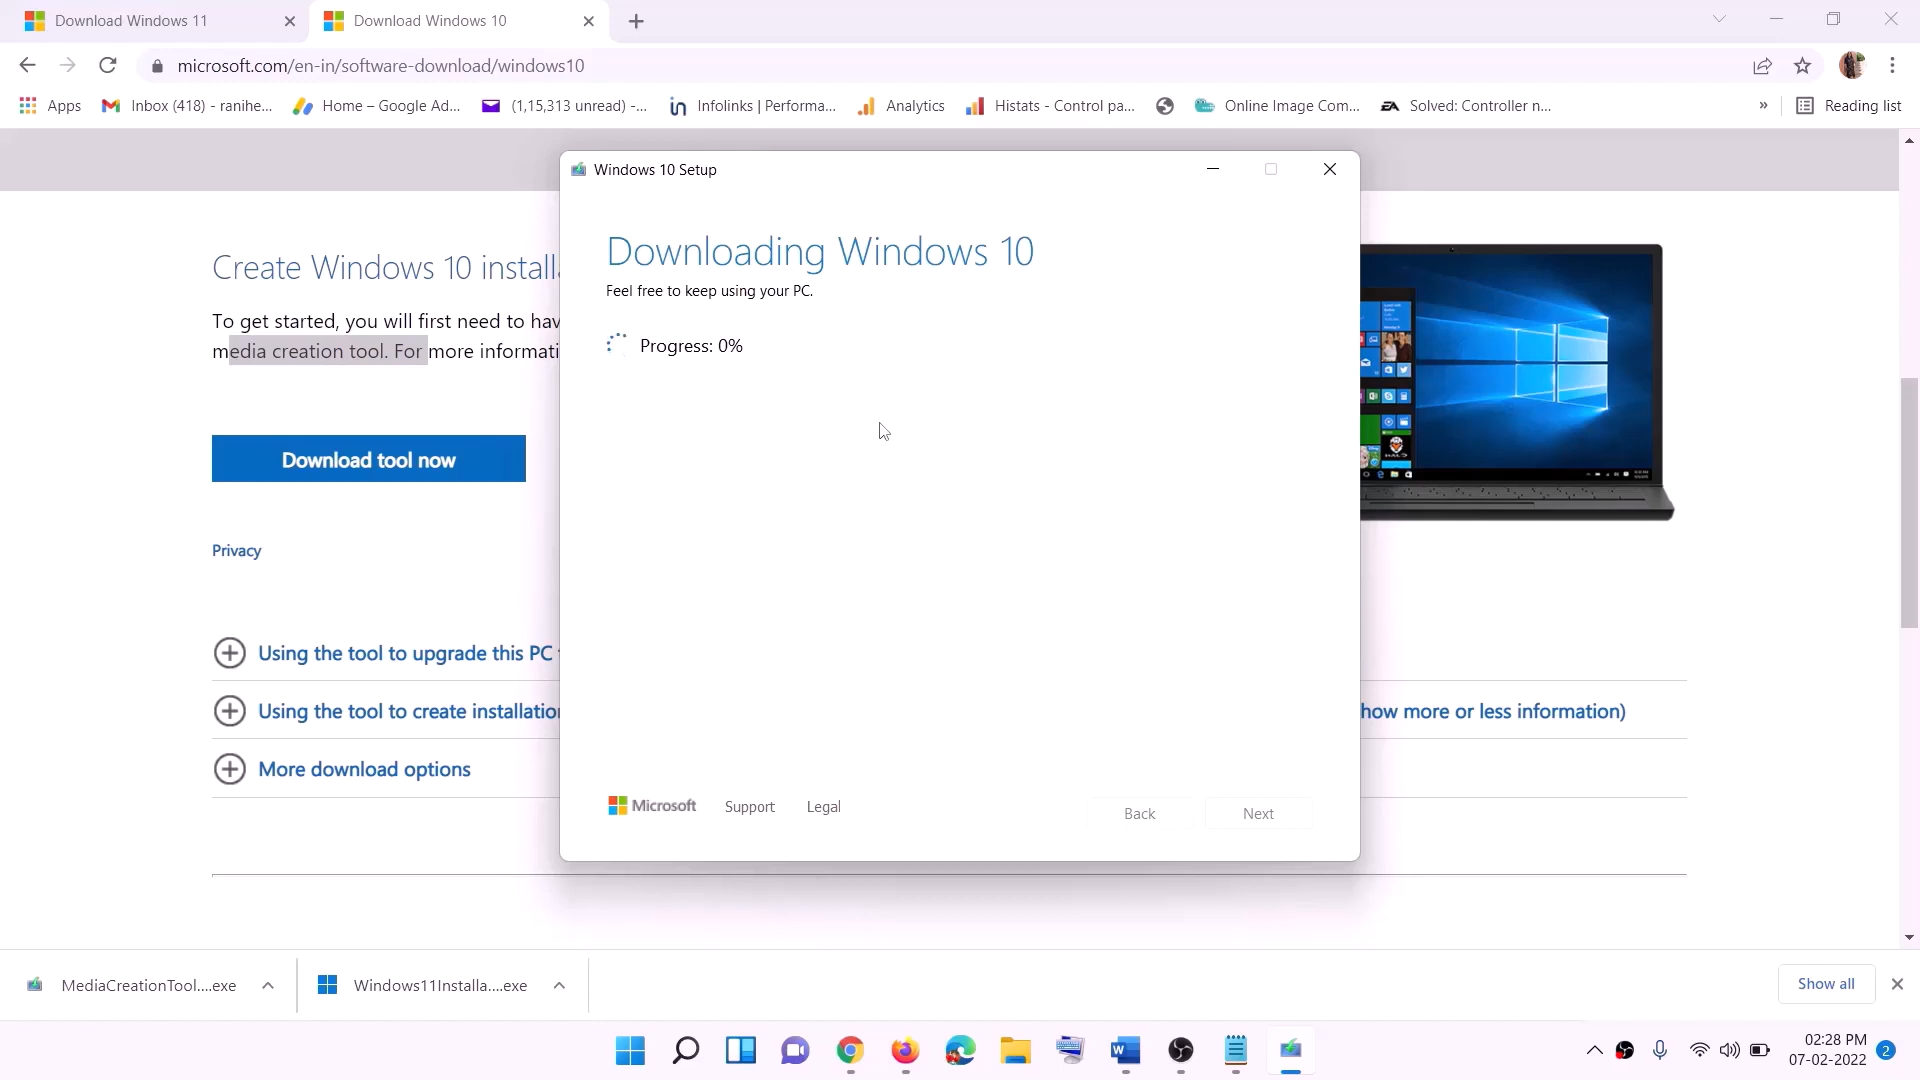 Download Windows 11
Download Windows 10
microsoft.com/en-in/software-download/windows10
Apps
Inbox (418) - ranihe...
Home – Google Ad...
(1,15,313 unread) -...
Infolinks | Performa...
Analytics
Histats - Control pa...
Online Image Com...
Solved: Controller n...
»
Reading list
Windows 10 Setup
Downloading Windows 10
Feel free to keep using your PC.
Progress: 0%
Create Windows 10 install
To get started, you will first need to hav
media creation tool. For more informati
Download tool now
Privacy
Using the tool to upgrade this PC
Using the tool to create installation
how more or less information)
More download options
Microsoft
Support
Legal
Back
Next
MediaCreationTool....exe
Windows11Installa....exe
Show all
02:28 PM
07-02-2022
2